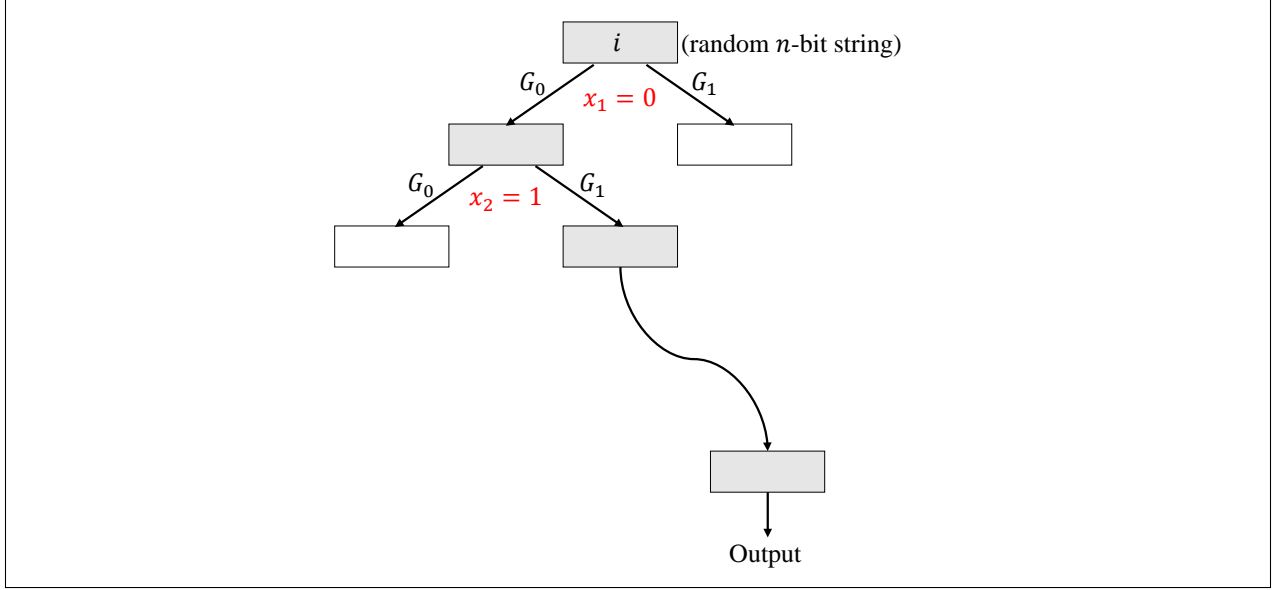 i (random n-bit string)
G₀ x₁ = 0 G₁
G₀ x₂ = 1 G₁
Output